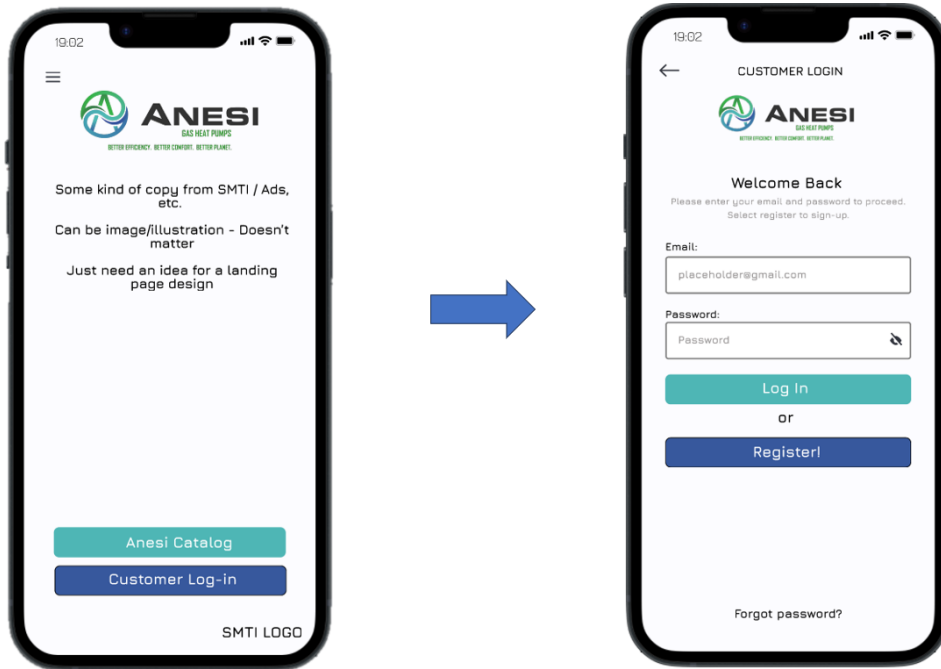 19:02
ANESI
GAS HEAT PUMPS
BETTER EFFICIENCY. BETTER COMFORT. BETTER PLANET.
Some kind of copy from SMTI / Ads,
etc.
Can be image/illustration - Doesn't
matter
Just need an idea for a landing
page design
Anesi Catalog
Customer Log-in
SMTI LOGO
19:02
CUSTOMER LOGIN
ANESI
GAS HEAT PUMPS
BETTER EFFICIENCY. BETTER COMFORT. BETTER PLANET.
Welcome Back
Please enter your email and password to proceed.
Select register to sign-up.
Email:
placeholder@gmail.com
Password:
Password
Log In
or
Register!
Forgot password?